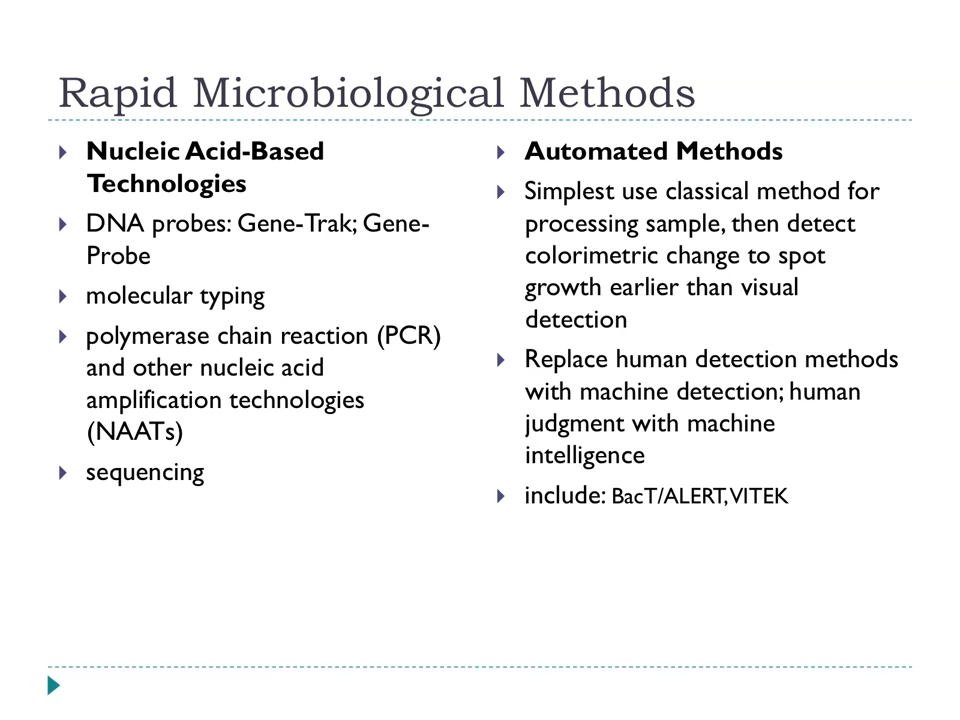 Rapid Microbiological Methods
Nucleic Acid-Based
Technologies
DNA probes: Gene-Trak; Gene-
Probe
molecular typing
polymerase chain reaction (PCR)
and other nucleic acid
amplification technologies
(NAATs)
sequencing
Automated Methods
Simplest use classical method for
processing sample, then detect
colorimetric change to spot
growth earlier than visual
detection
Replace human detection methods
with machine detection; human
judgment with machine
intelligence
include: BacT/ALERT, VITEK